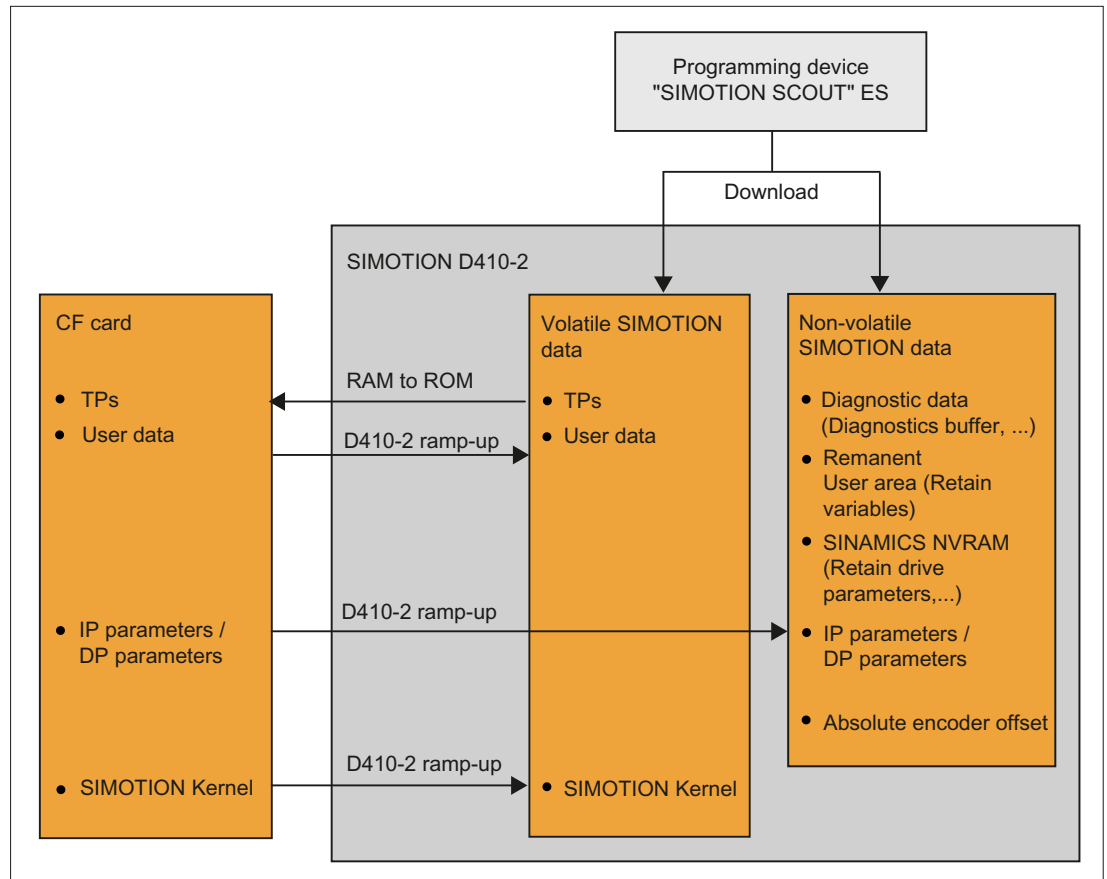 Programming device
"SIMOTION SCOUT" ES
Download
SIMOTION D410-2
CF card
• TPs
• User data
• IP parameters /
DP parameters
• SIMOTION Kernel
RAM to ROM
D410-2 ramp-up
D410-2 ramp-up
D410-2 ramp-up
Volatile SIMOTION
data
• TPs
• User data
• SIMOTION Kernel
Non-volatile
SIMOTION data
• Diagnostic data
(Diagnostics buffer, ...)
• Remanent
User area (Retain
variables)
• SINAMICS NVRAM
(Retain drive
parameters,...)
• IP parameters /
DP parameters
• Absolute encoder offset